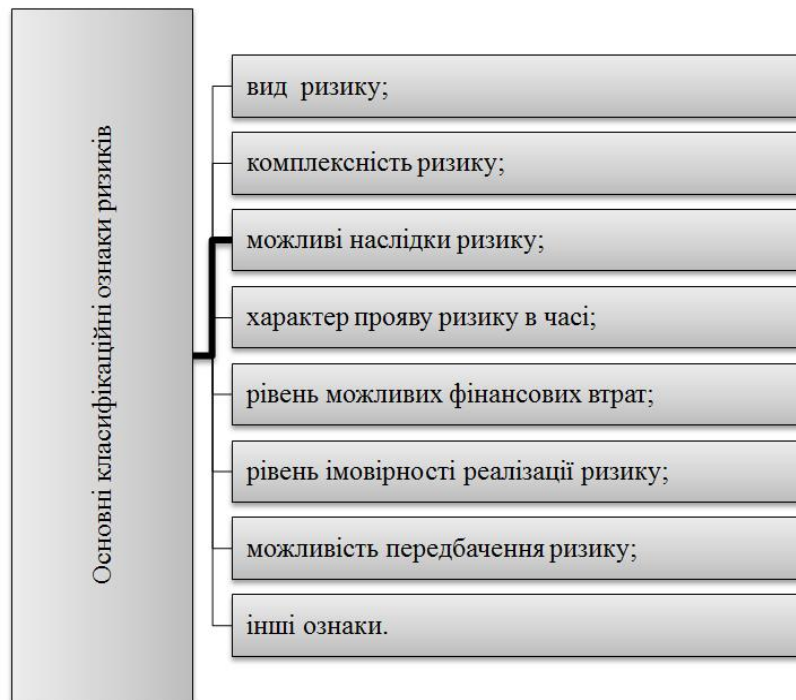 Основні класифікаційні ознаки ризиків
вид ризику;
комплексність ризику;
можливі наслідки ризику;
характер прояву ризику в часі;
рівень можливих фінансових втрат;
рівень імовірності реалізації ризику;
можливість передбачення ризику;
інші ознаки.